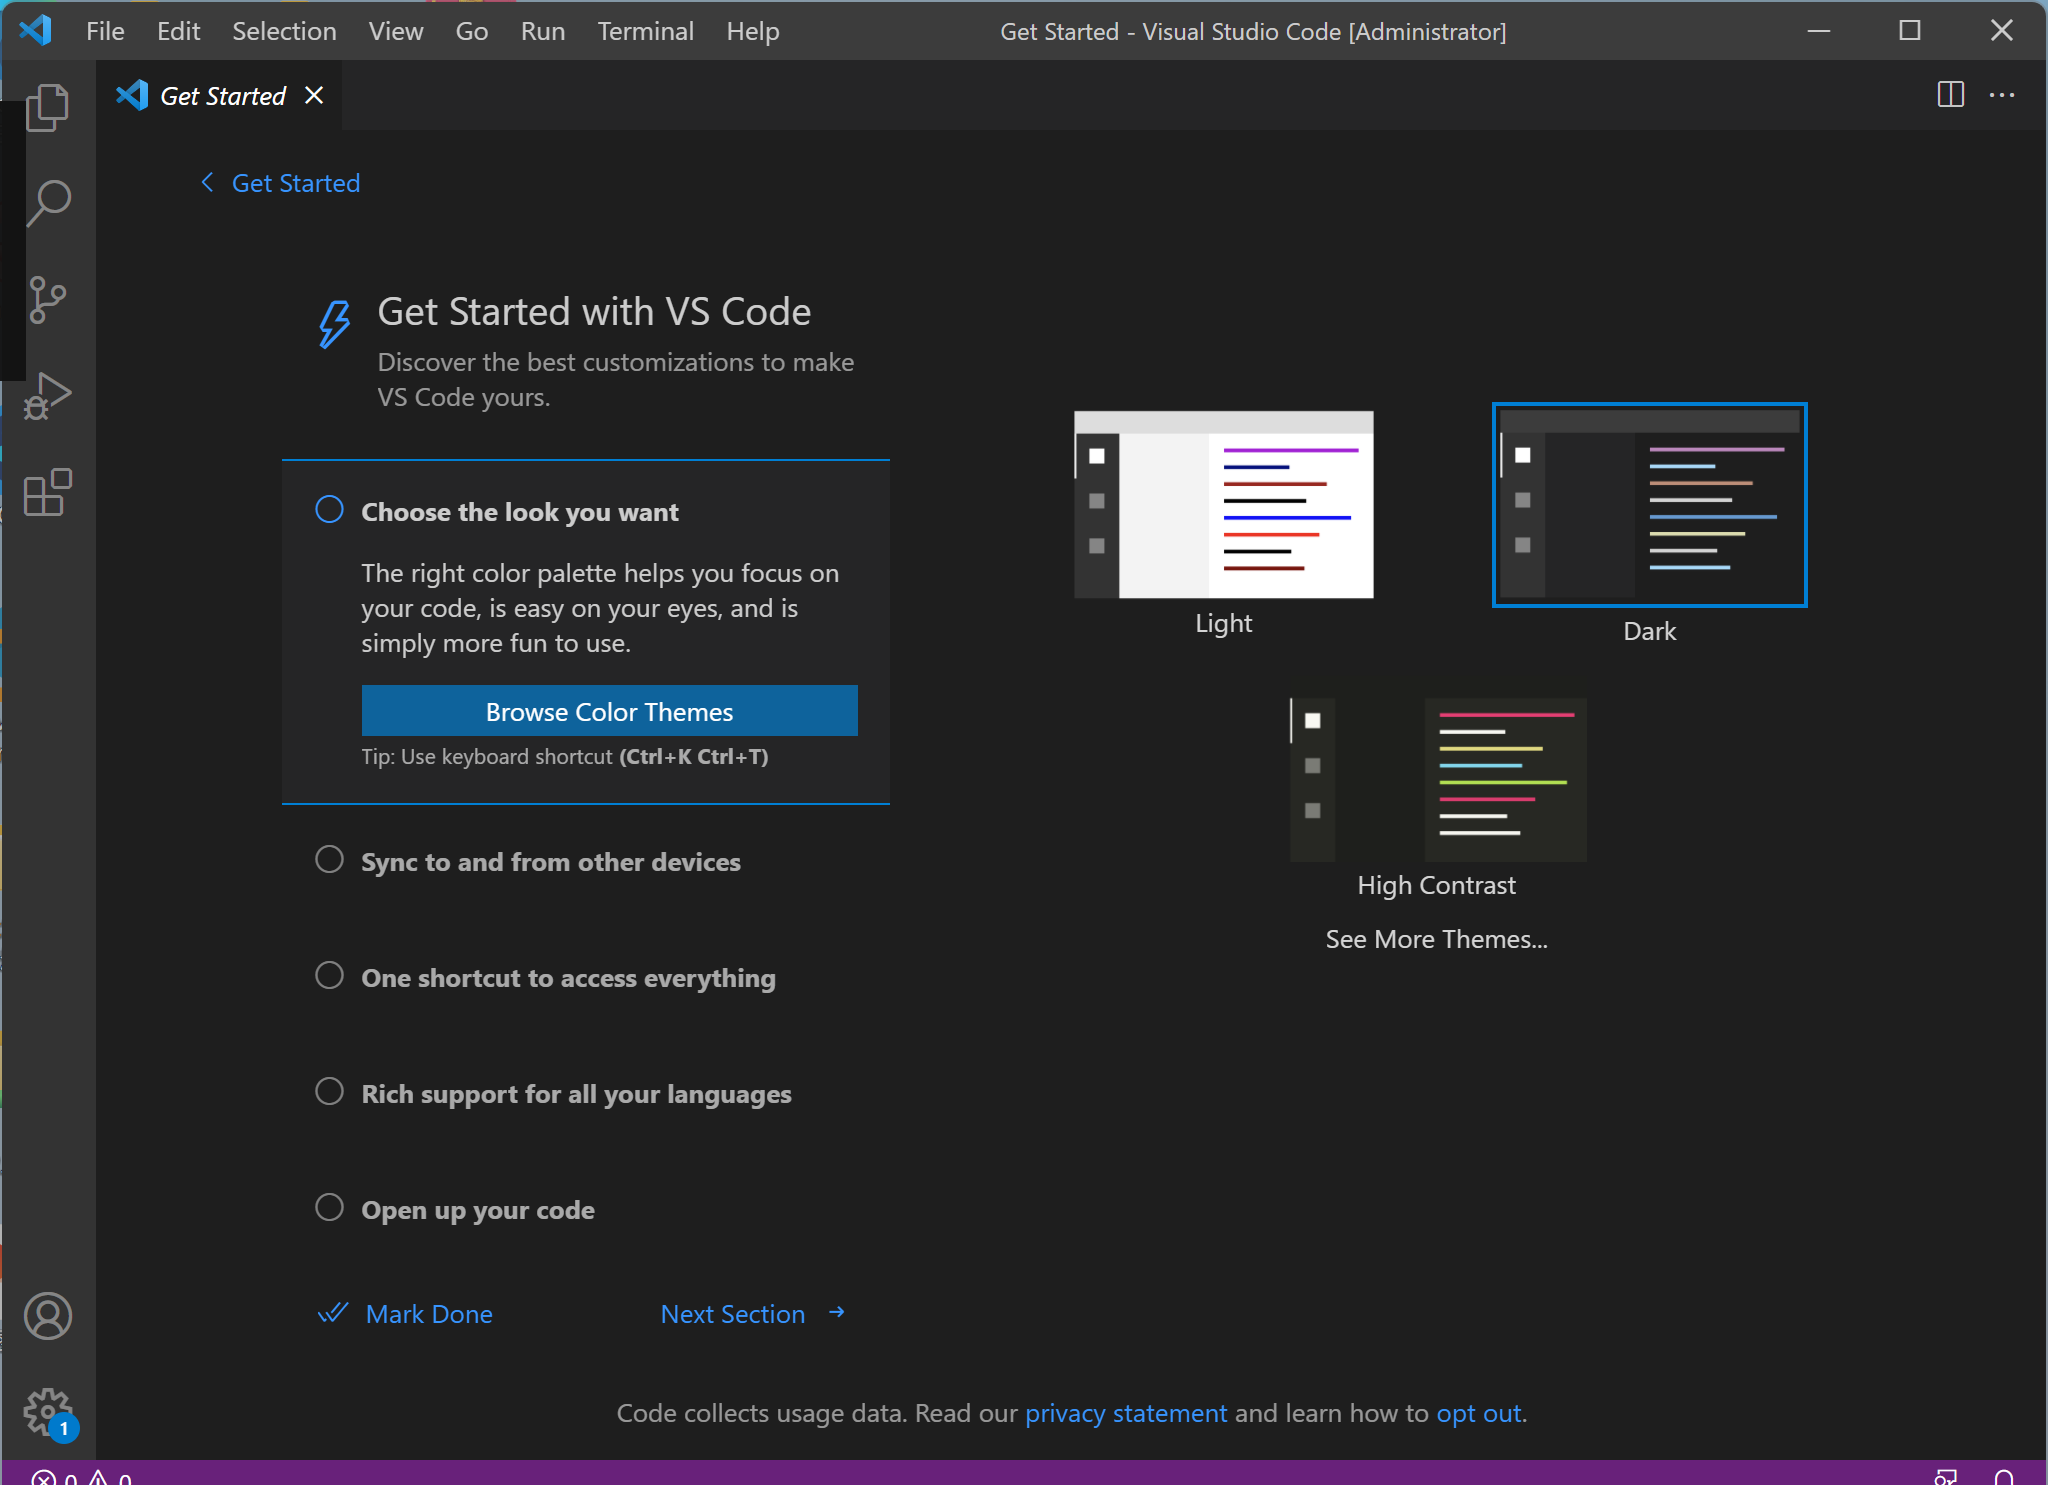 File Edit Selection View Go Run Terminal Help Get Started - Visual Studio Code [Administrator]
Get Started
Get Started
Get Started with VS Code
Discover the best customizations to make
VS Code yours.
Choose the look you want
The right color palette helps you focus on
your code, is easy on your eyes, and is
simply more fun to use.
Browse Color Themes
Tip: Use keyboard shortcut (Ctrl+K Ctrl+T)
Sync to and from other devices
One shortcut to access everything
Rich support for all your languages
Open up your code
Mark Done Next Section
Light
Dark
High Contrast
See More Themes...
Code collects usage data. Read our privacy statement and learn how to opt out.
1
0 0